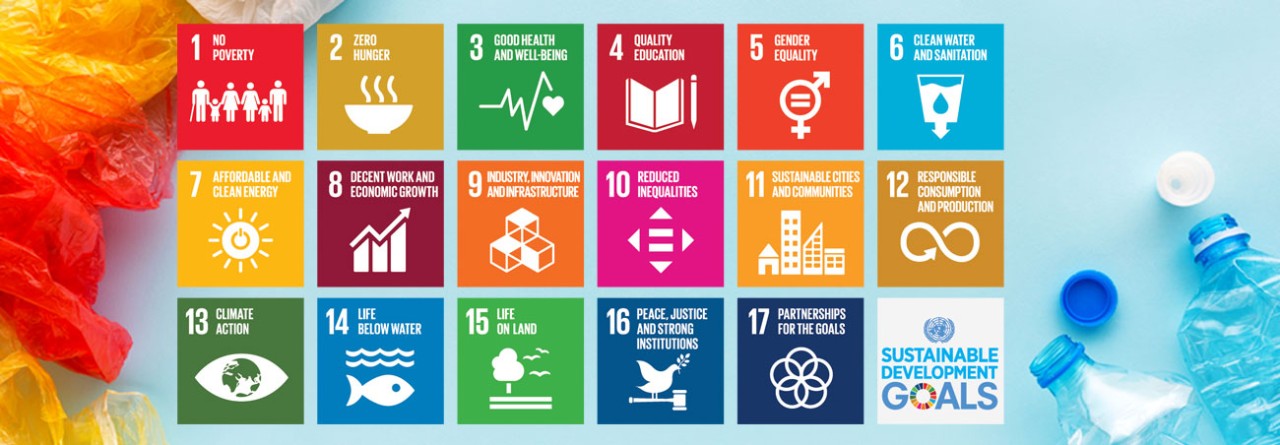 1 NO
POVERTY
2 ZERO
HUNGER
3 GOOD HEALTH
AND WELL-BEING
4 QUALITY
EDUCATION
5 GENDER
EQUALITY
6 CLEAN WATER
AND SANITATION
7 AFFORDABLE AND
CLEAN ENERGY
8 DECENT WORK AND
ECONOMIC GROWTH
9 INDUSTRY, INNOVATION
AND INFRASTRUCTURE
10 REDUCED
INEQUALITIES
11 SUSTAINABLE CITIES
AND COMMUNITIES
12 RESPONSIBLE
CONSUMPTION
AND PRODUCTION
13 CLIMATE
ACTION
14 LIFE
BELOW WATER
15 LIFE
ON LAND
16 PEACE, JUSTICE
AND STRONG
INSTITUTIONS
17 PARTNERSHIPS
FOR THE GOALS
SUSTAINABLE
DEVELOPMENT
GOALS